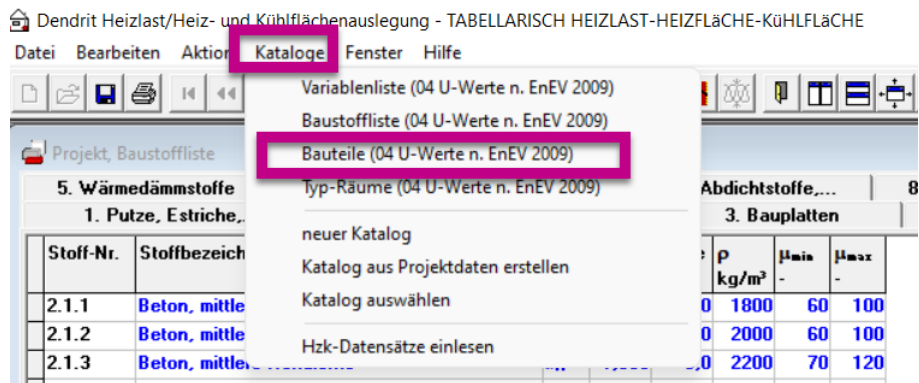 Dendrit Heizlast/Heiz- und Kühlflächenauslegung - TABELLARISCH HEIZLAST-HEIZFLäCHE-KüHLFLäCHE
Datei Bearbeiten Aktion Kataloge Fenster Hilfe
Variablenliste (04 U-Werte n. EnEV 2009)
Baustoffliste (04 U-Werte n. EnEV 2009)
Bauteile (04 U-Werte n. EnEV 2009)
Typ-Räume (04 U-Werte n. EnEV 2009)
neuer Katalog
Katalog aus Projektdaten erstellen
Katalog auswählen
Hzk-Datensätze einlesen
Projekt, Baustoffliste
5. Wärmedämmstoffe Abdichtstoffe,... 8
1. Putze, Estriche,. 3. Bauplatten
Stoff-Nr. Stoffbezeich ρ μmin μmax
kg/m³ - -
2.1.1 Beton, mittle 0 1800 60 100
2.1.2 Beton, mittle 0 2000 60 100
2.1.3 Beton, mittle 0 2200 70 120